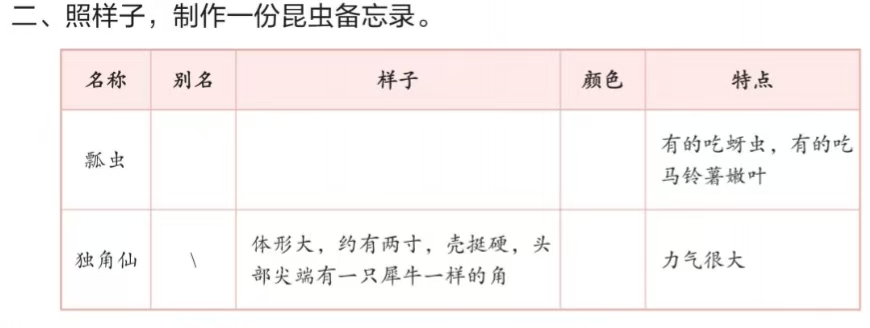 二、照样子，制作一份昆虫备忘录。
名称 别名 样子 颜色 特点
瓢虫 有的吃蚜虫，有的吃
马铃薯嫩叶
独角仙 \ 体形大，约有两寸，壳挺硬，头
部尖端有一只犀牛一样的角 力气很大